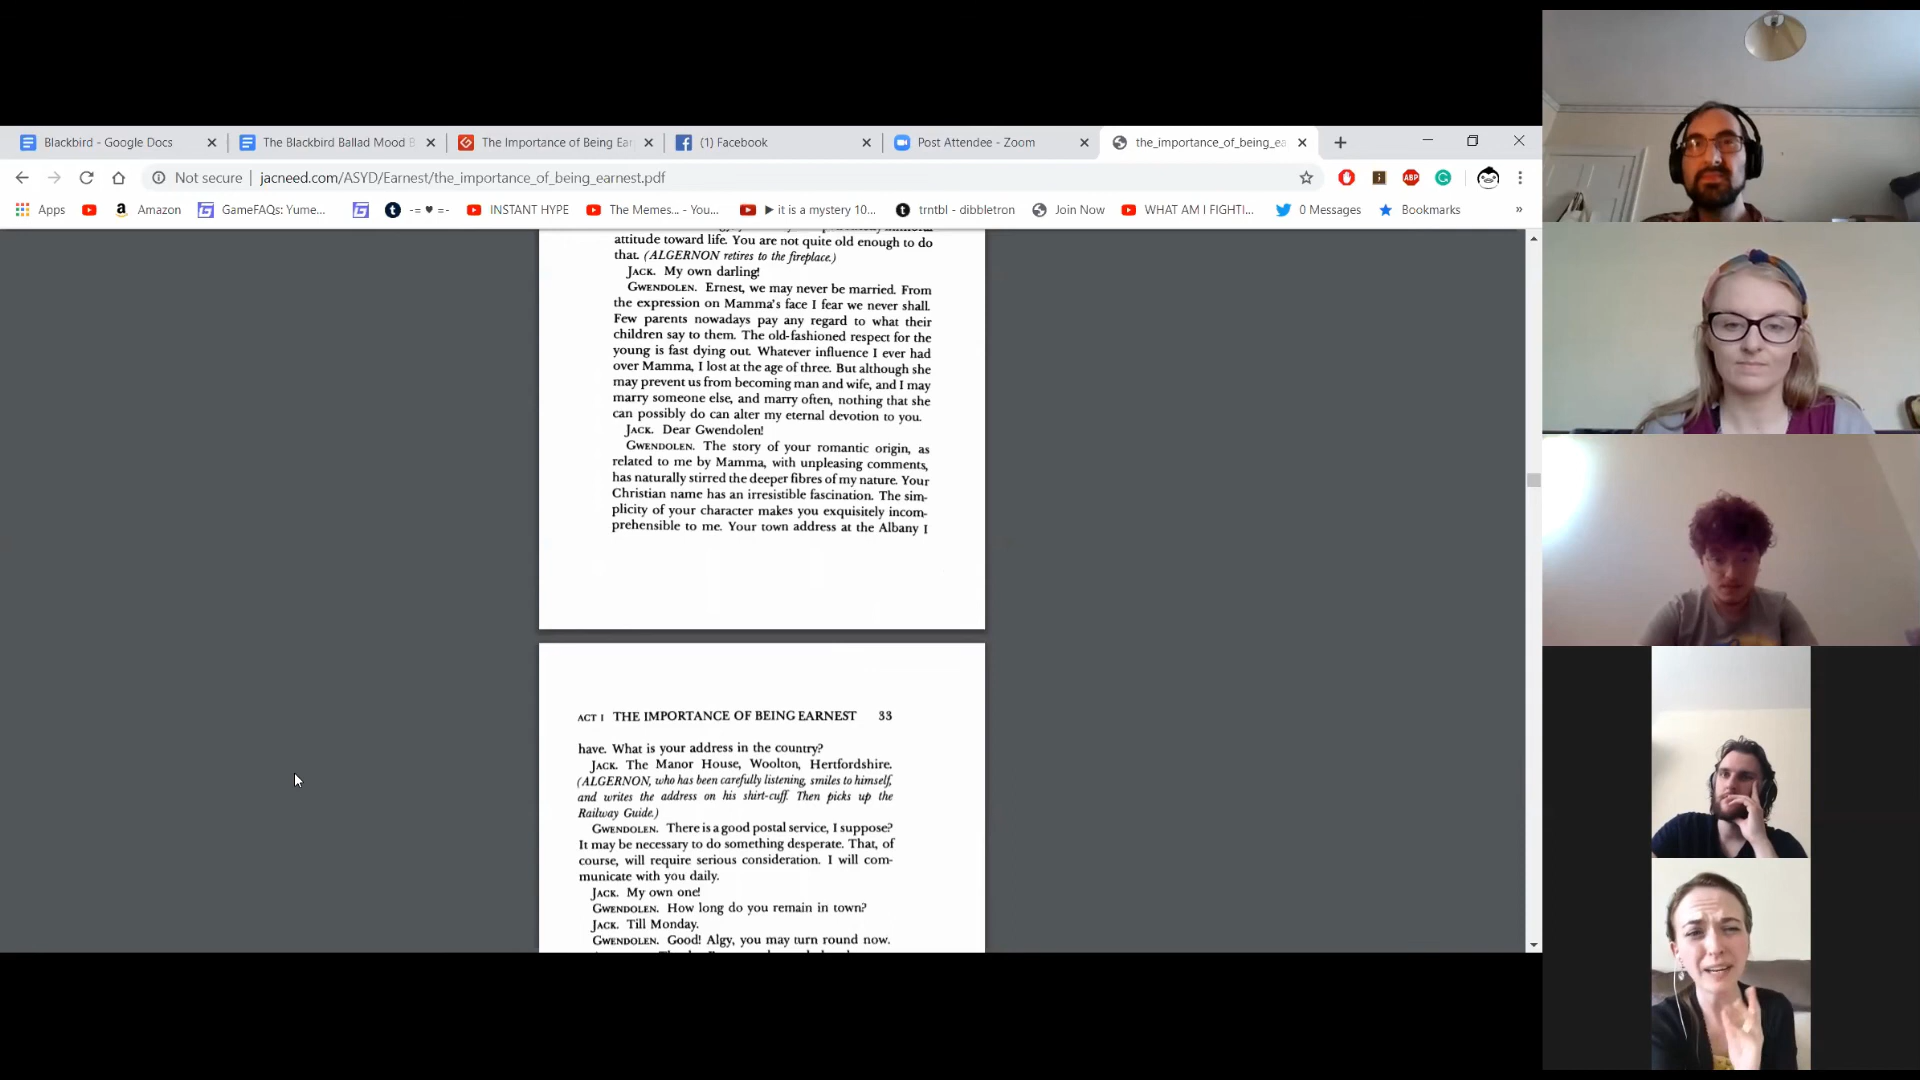 Blackbird - Google Docs
The Blackbird Ballad Mood B
The Importance of Being Ear
(1) Facebook
Post Attendee - Zoom
the_importance_of_being_ea
Not secure | jacneed.com/ASYD/Earnest/the_importance_of_being_earnest.pdf
ABP
Apps
Amazon
GameFAQs: Yume...
-= ♥ =-
INSTANT HYPE
The Memes... - You...
▶ it is a mystery 10...
trntbl - dibbletron
Join Now
WHAT AM I FIGHTI...
0 Messages
Bookmarks
»
attitude toward life. You are not quite old enough to do
that. (ALGERNON retires to the fireplace.)
JACK. My own darling!
GWENDOLEN. Ernest, we may never be married. From
the expression on Mamma's face I fear we never shall.
Few parents nowadays pay any regard to what their
children say to them. The old-fashioned respect for the
young is fast dying out. Whatever influence I ever had
over Mamma, I lost at the age of three. But although she
may prevent us from becoming man and wife, and I may
marry someone else, and marry often, nothing that she
can possibly do can alter my eternal devotion to you.
JACK. Dear Gwendolen!
GWENDOLEN. The story of your romantic origin, as
related to me by Mamma, with unpleasing comments,
has naturally stirred the deeper fibres of my nature. Your
Christian name has an irresistible fascination. The sim-
plicity of your character makes you exquisitely incom-
prehensible to me. Your town address at the Albany I
ACT I THE IMPORTANCE OF BEING EARNEST 33
have. What is your address in the country?
JACK. The Manor House, Woolton, Hertfordshire.
(ALGERNON, who has been carefully listening, smiles to himself,
and writes the address on his shirt-cuff. Then picks up the
Railway Guide.)
GWENDOLEN. There is a good postal service, I suppose?
It may be necessary to do something desperate. That, of
course, will require serious consideration. I will com-
municate with you daily.
JACK. My own one!
GWENDOLEN. How long do you remain in town?
JACK. Till Monday.
GWENDOLEN. Good! Algy, you may turn round now.